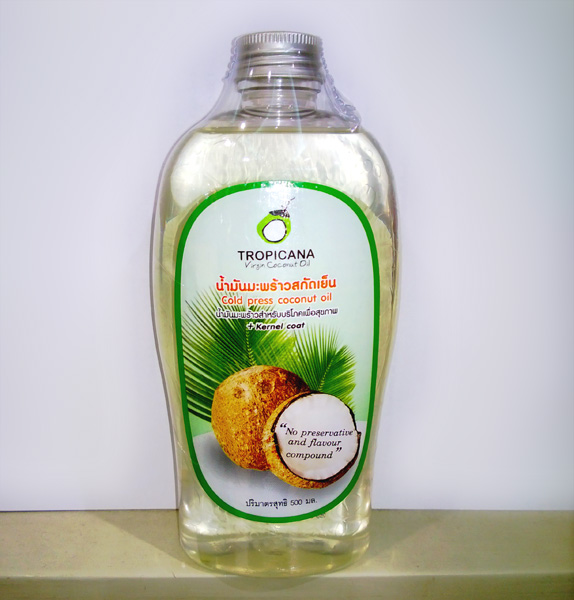 TROPICANA
Virgin Coconut Oil
น้ำมันมะพร้าวสกัดเย็น
Cold press coconut oil
น้ำมันมะพร้าวสำหรับบริโภคเพื่อสุขภาพ
+ Kernel coat
“No preservative
and flavour
compound”
ปริมาตรสุทธิ 500 มล.